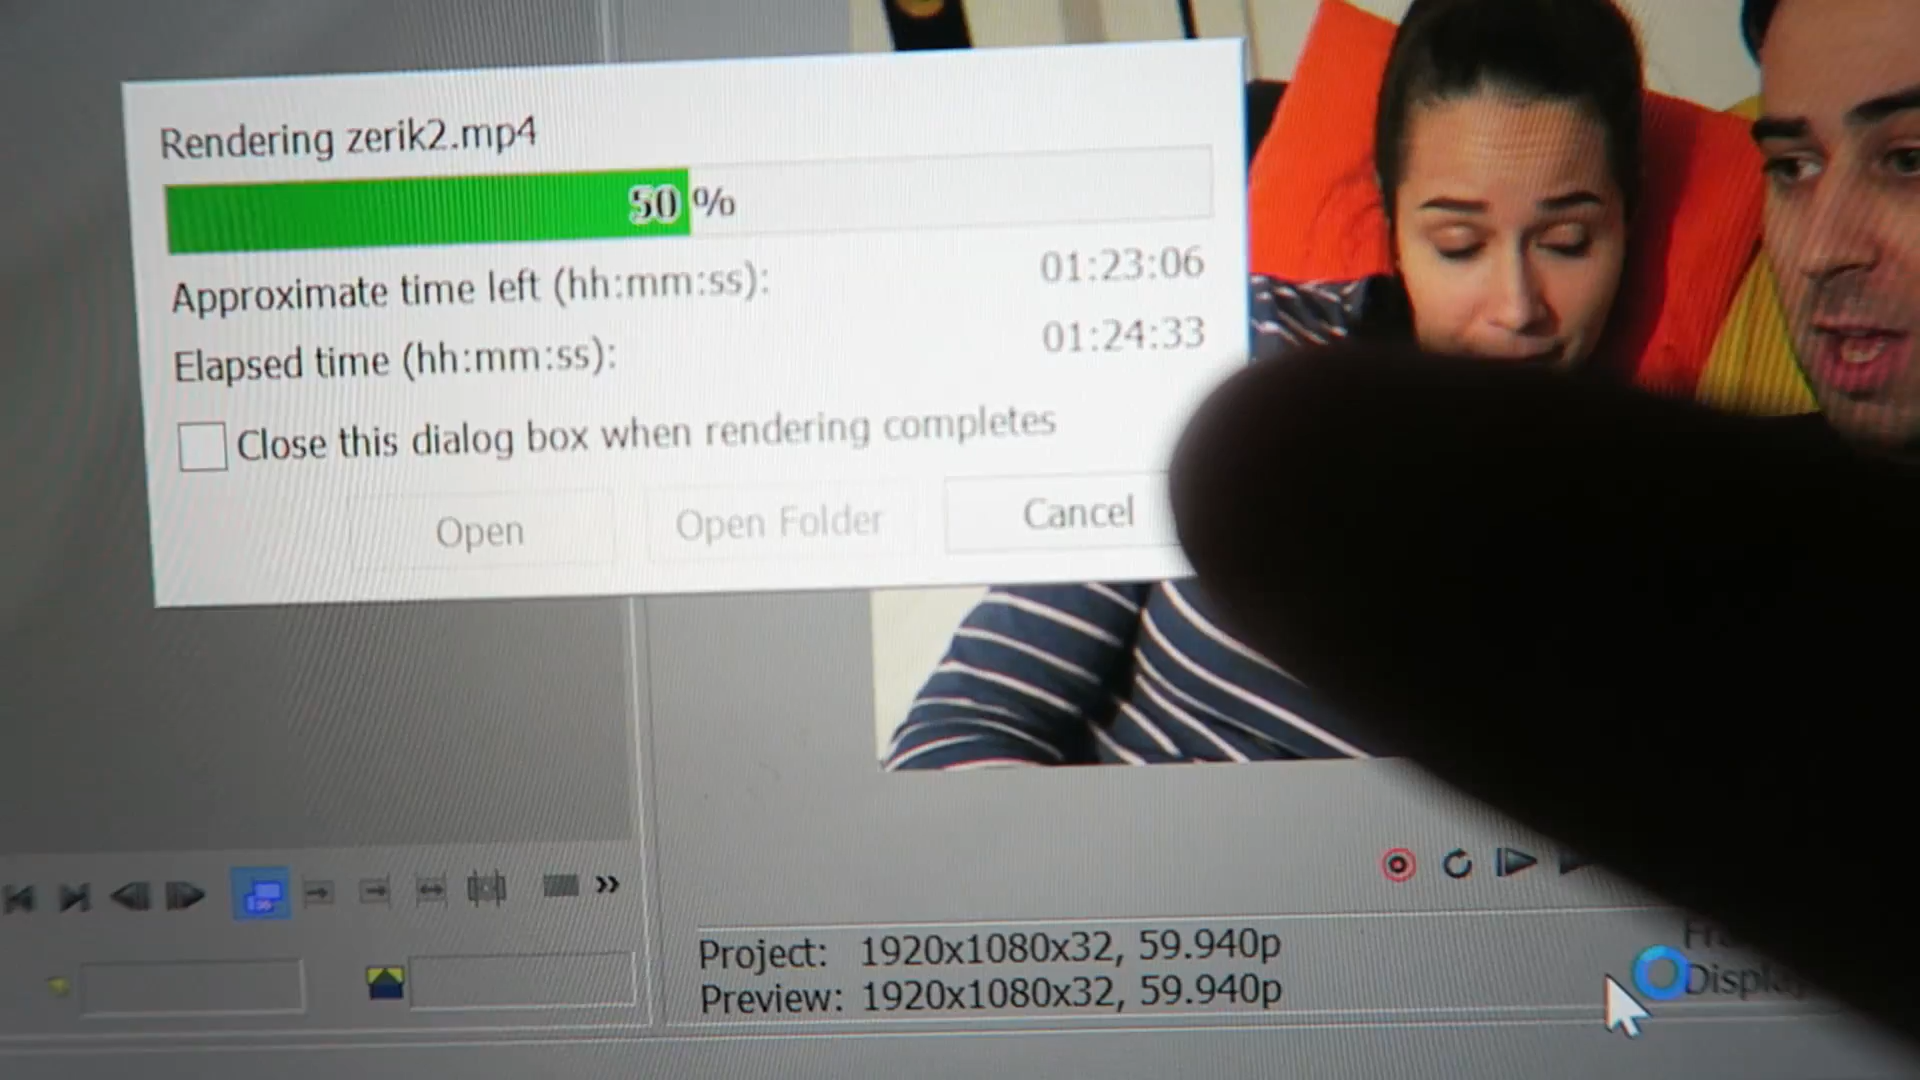 Rendering zerik2.mp4
50 %
Approximate time left (hh:mm:ss): 01:23:06
Elapsed time (hh:mm:ss): 01:24:33
Close this dialog box when rendering completes
Open Open Folder Cancel
Project: 1920x1080x32, 59.940p
Preview: 1920x1080x32, 59.940p